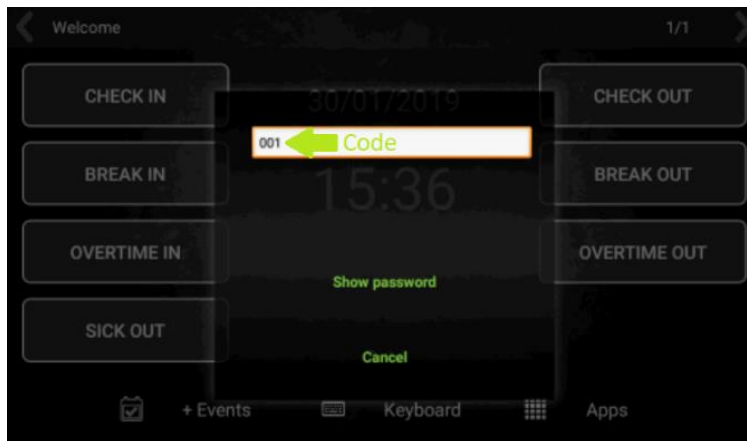 Welcome 1/1
CHECK IN 30/01/2019 CHECK OUT
001 Code
BREAK IN 15:36 BREAK OUT
OVERTIME IN OVERTIME OUT
Show password
SICK OUT
Cancel
+ Events Keyboard Apps